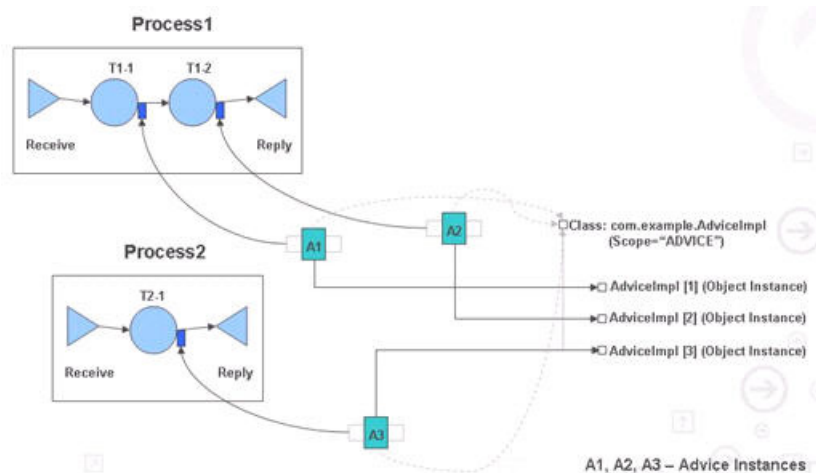 Process1
T1-1
T1-2
Receive
Reply
A1
A2
Class: com.example.AdviceImpl
(Scope="ADVICE")
Process2
T2-1
AdviceImpl [1] (Object Instance)
AdviceImpl [2] (Object Instance)
AdviceImpl [3] (Object Instance)
Receive
Reply
A3
A1, A2, A3 – Advice Instances